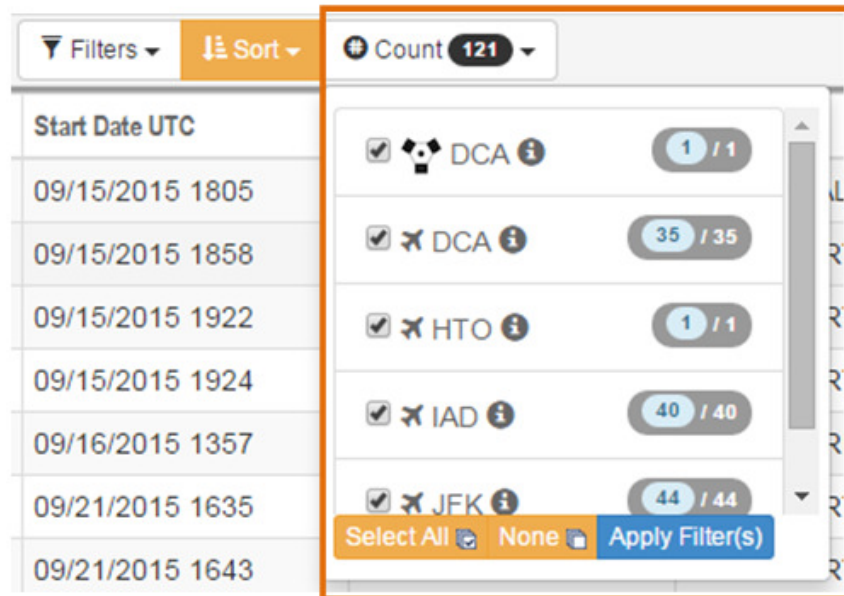 Filters Sort # Count 121
Start Date UTC
09/15/2015 1805
09/15/2015 1858
09/15/2015 1922
09/15/2015 1924
09/16/2015 1357
09/21/2015 1635
09/21/2015 1643
DCA 1 / 1
DCA 35 / 35
HTO 1 / 1
IAD 40 / 40
JFK 44 / 44
Select All None Apply Filter(s)